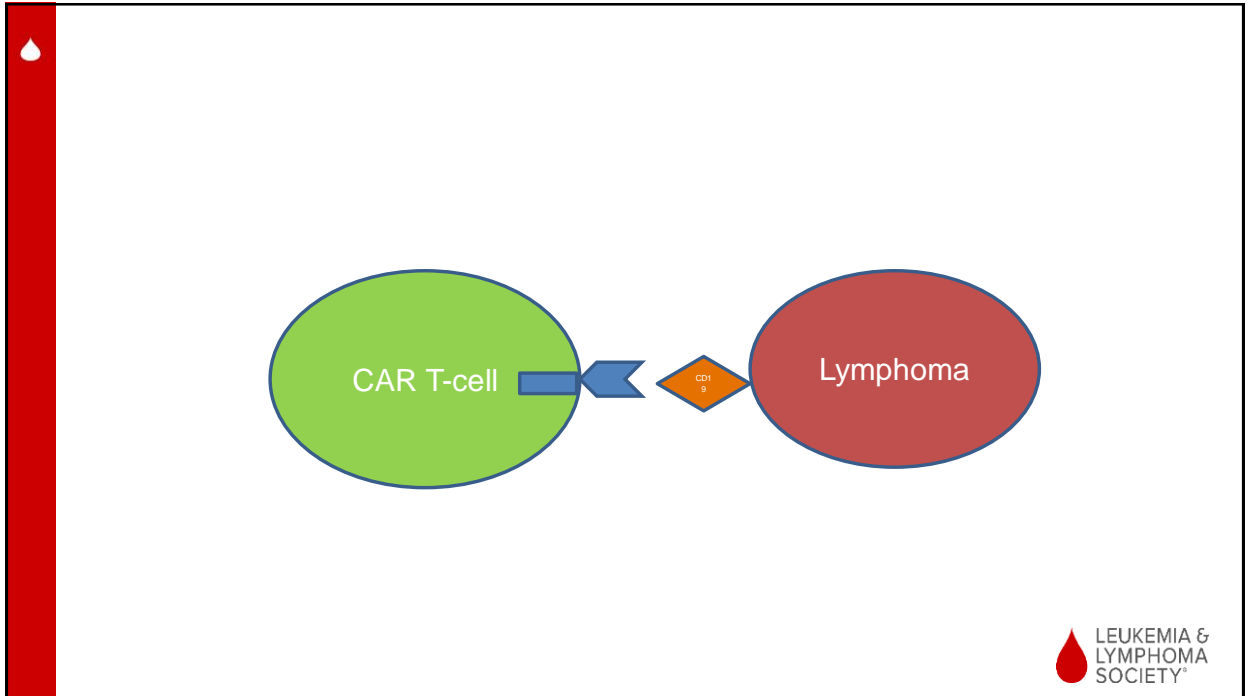 CAR T-cell
CD1
9
Lymphoma
LEUKEMIA &
LYMPHOMA
SOCIETY®